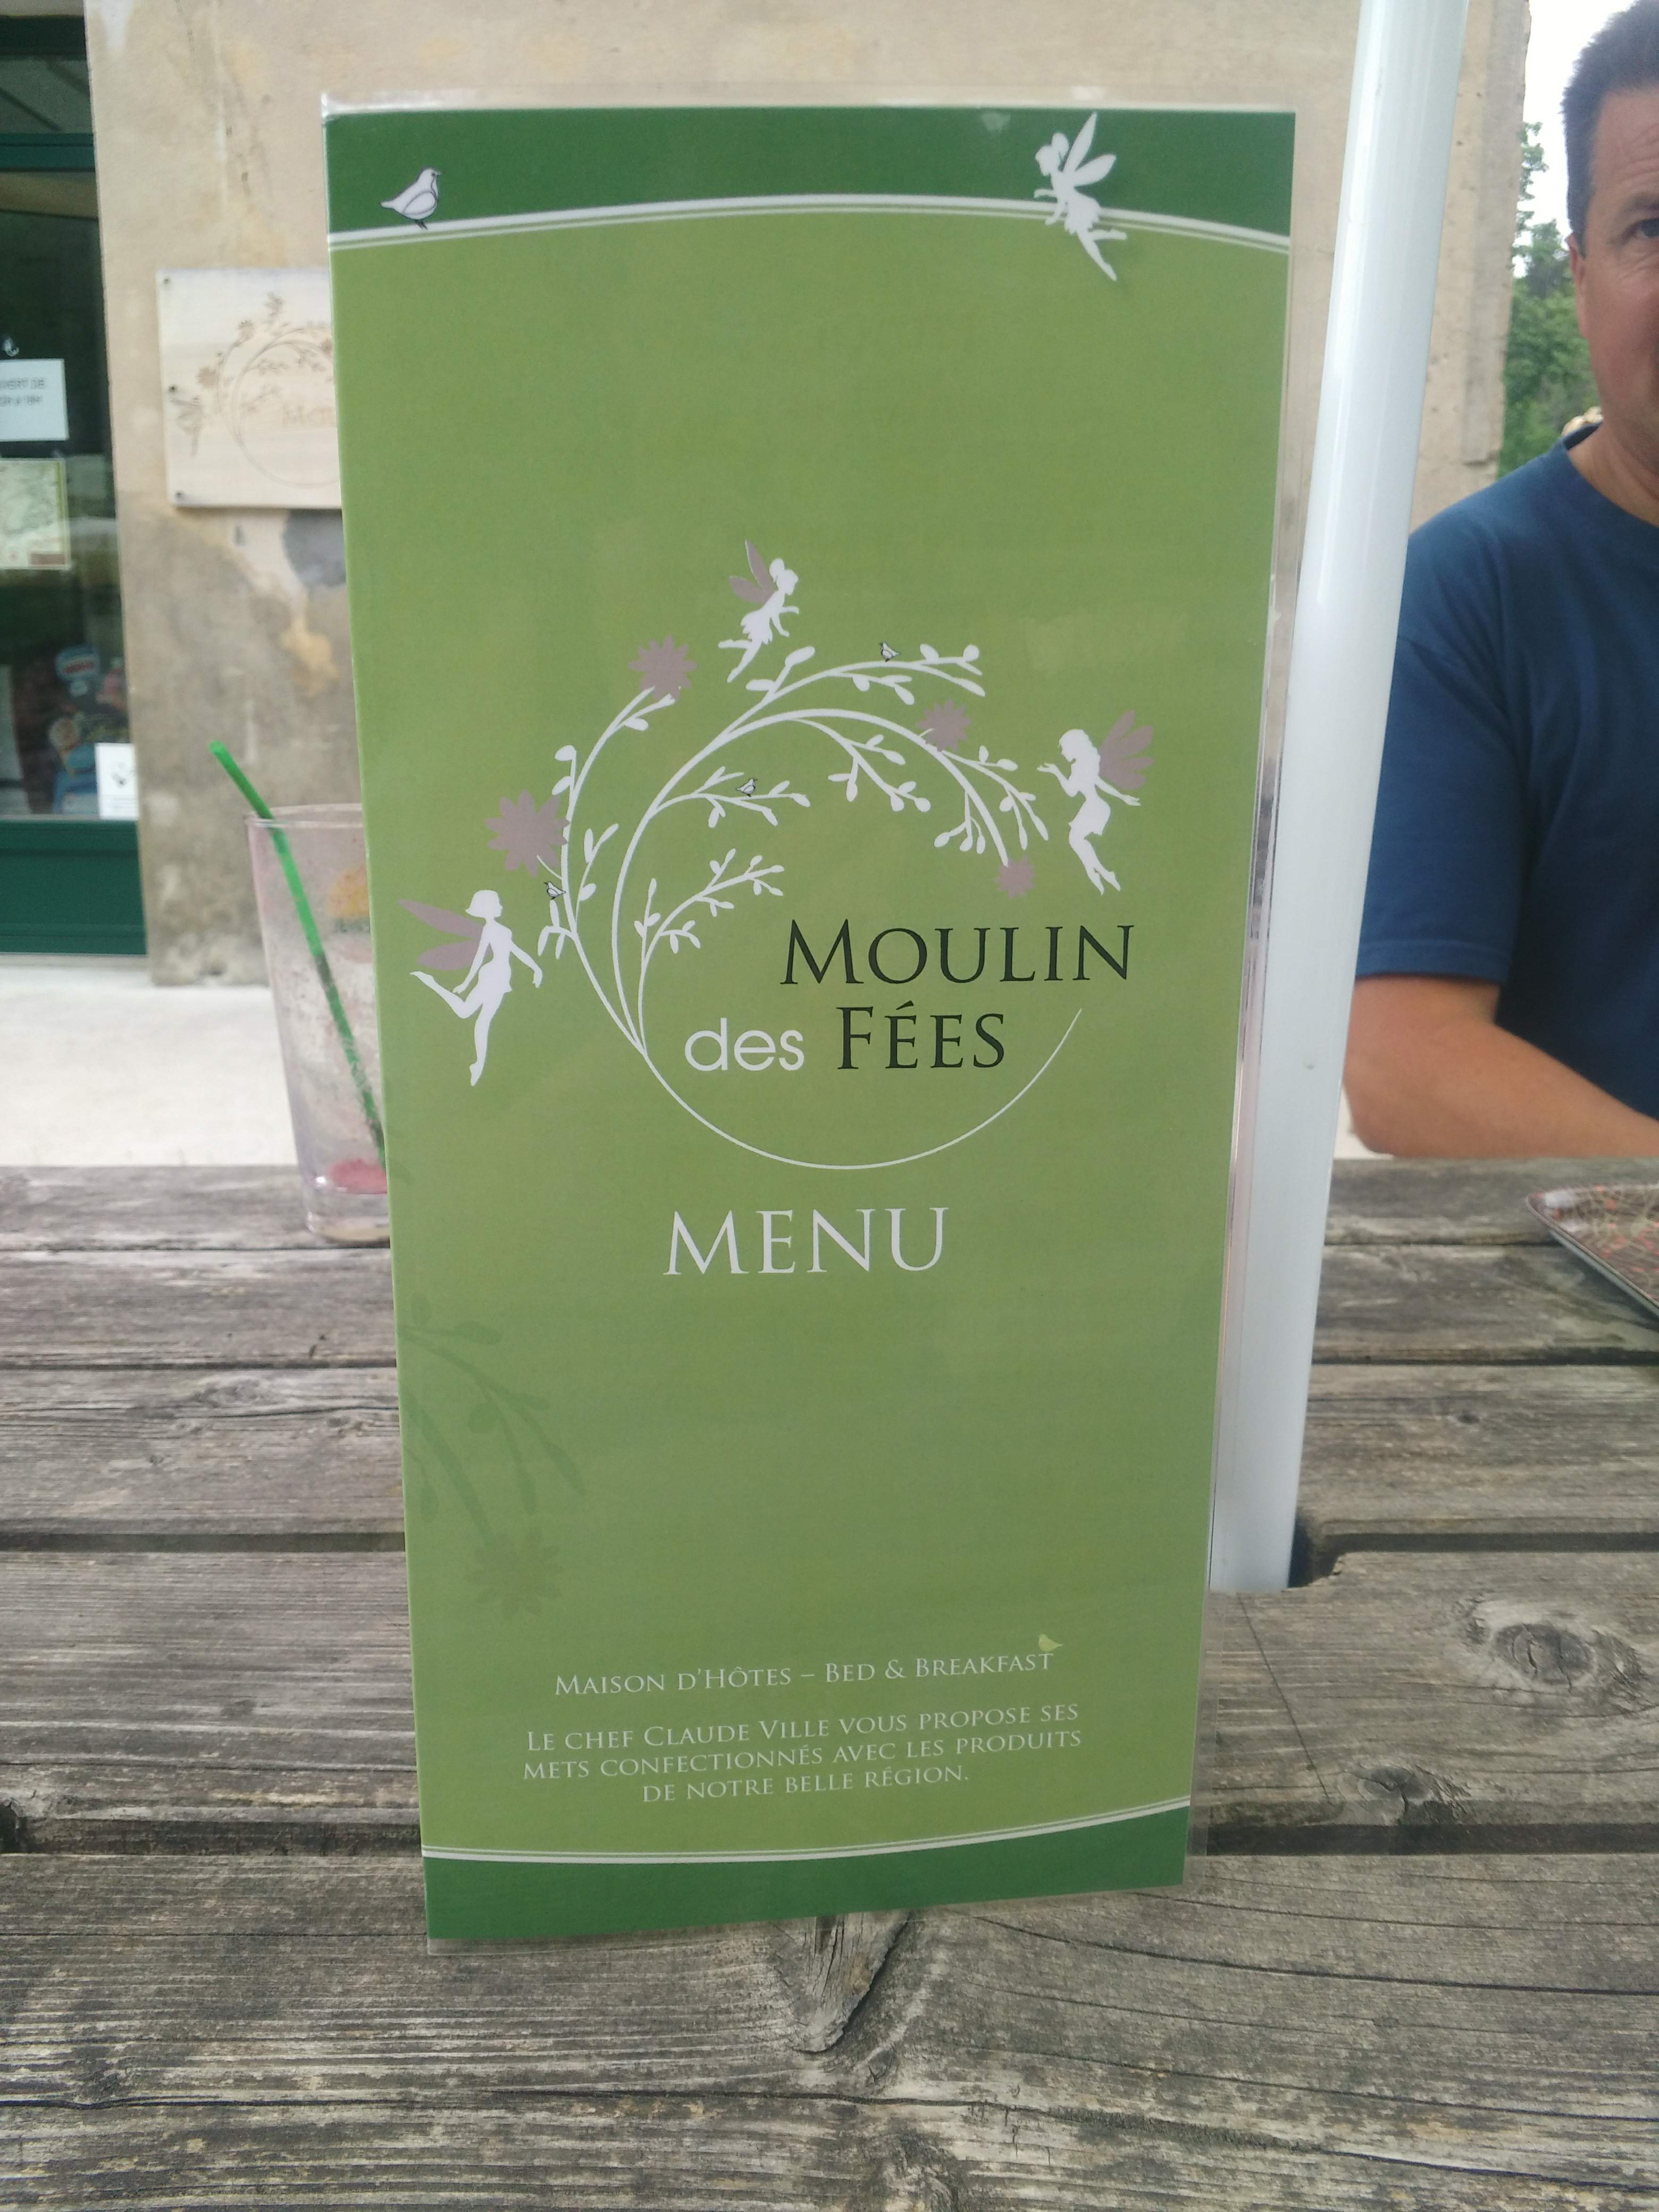 MOULIN
des FÉES
MENU
MAISON D'HÔTES – BED & BREAKFAST
LE CHEF CLAUDE VILLE VOUS PROPOSE SES
METS CONFECTIONNÉS AVEC LES PRODUITS
DE NOTRE BELLE RÉGION.